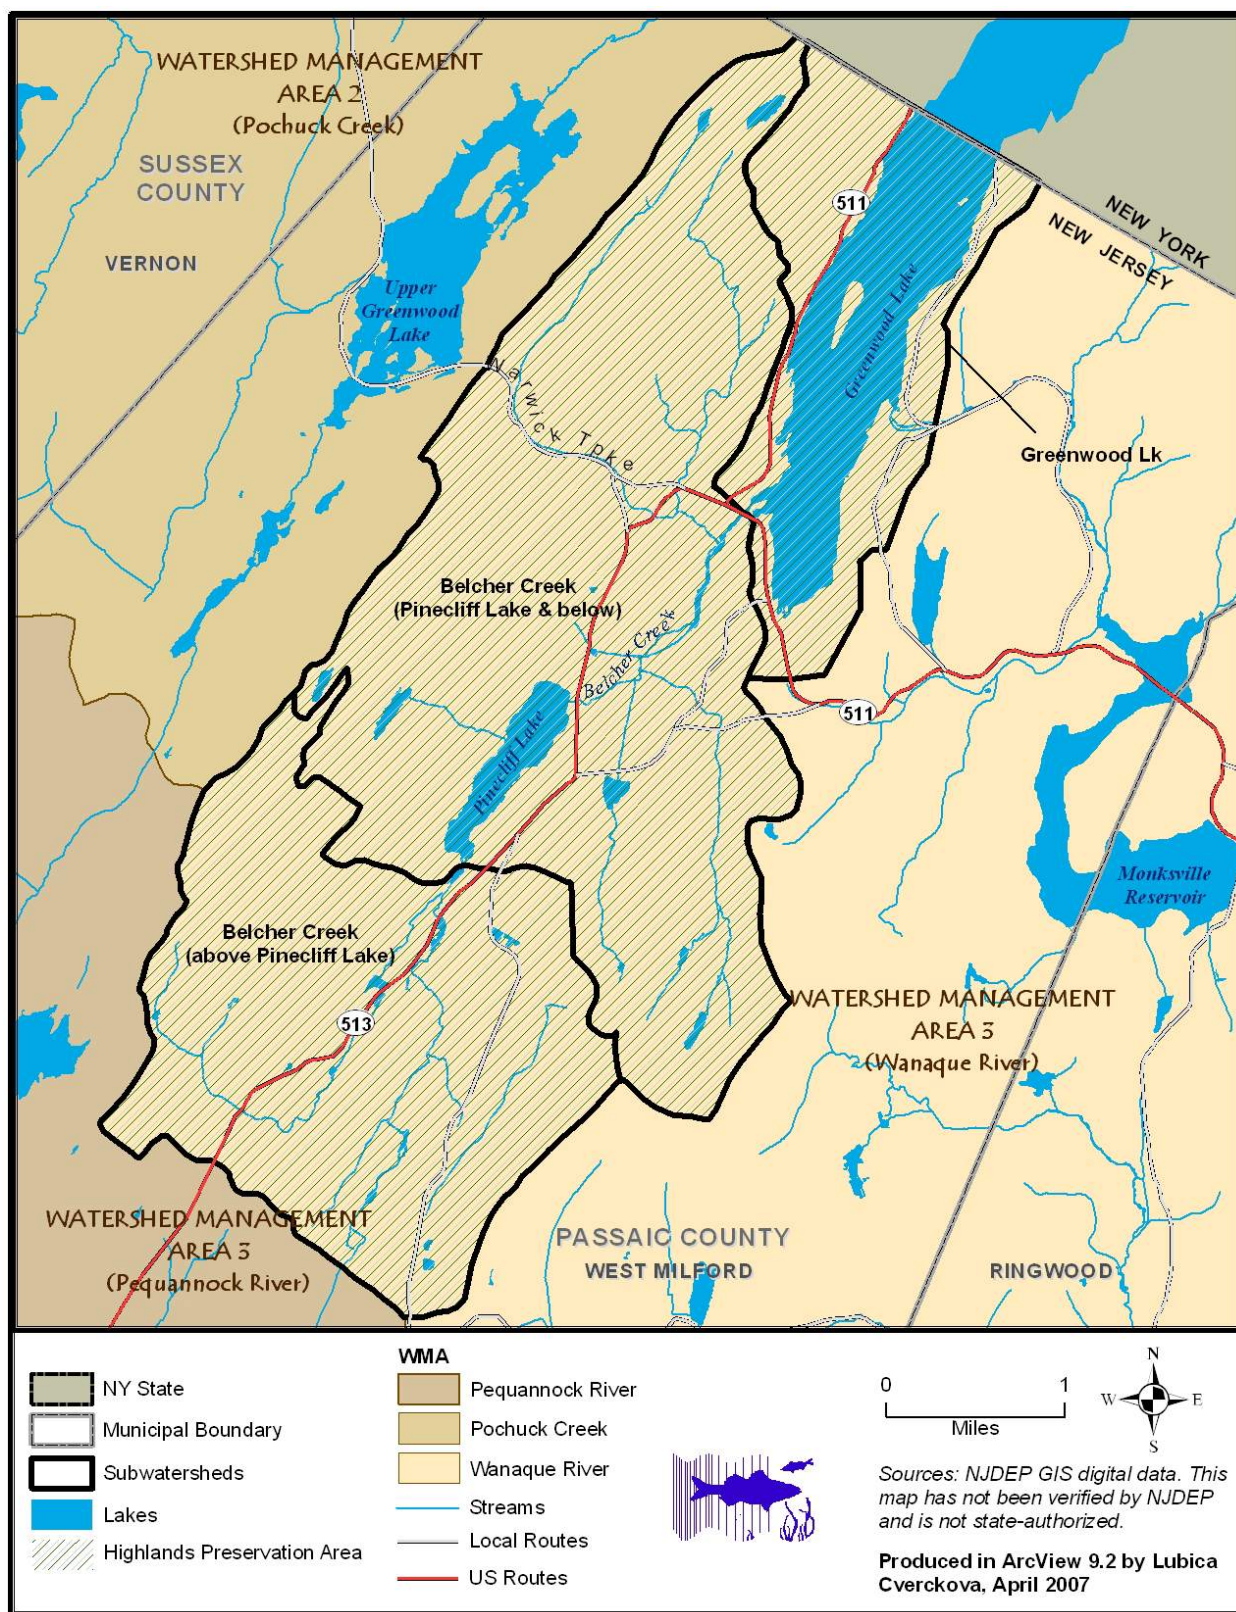 WATERSHED MANAGEMENT
AREA 2
(Pochuck Creek)
SUSSEX
COUNTY
VERNON
Upper
Greenwood
Lake
511
Greenwood Lake
NEW YORK
NEW JERSEY
Narwick Tpke
Greenwood Lk
Belcher Creek
(Pinecliff Lake & below)
Belcher Creek
Pinecliff Lake
511
Monksville
Reservoir
Belcher Creek
(above Pinecliff Lake)
513
WATERSHED MANAGEMENT
AREA 3
(Wanaque River)
WATERSHED MANAGEMENT
AREA 3
(Pequannock River)
PASSAIC COUNTY
WEST MILFORD
RINGWOOD
NY State
Municipal Boundary
Subwatersheds
Lakes
Highlands Preservation Area
WMA
Pequannock River
Pochuck Creek
Wanaque River
Streams
Local Routes
US Routes
0 1
Miles
N
W E
S
Sources: NJDEP GIS digital data. This
map has not been verified by NJDEP
and is not state-authorized.
Produced in ArcView 9.2 by Lubica
Cverckova, April 2007